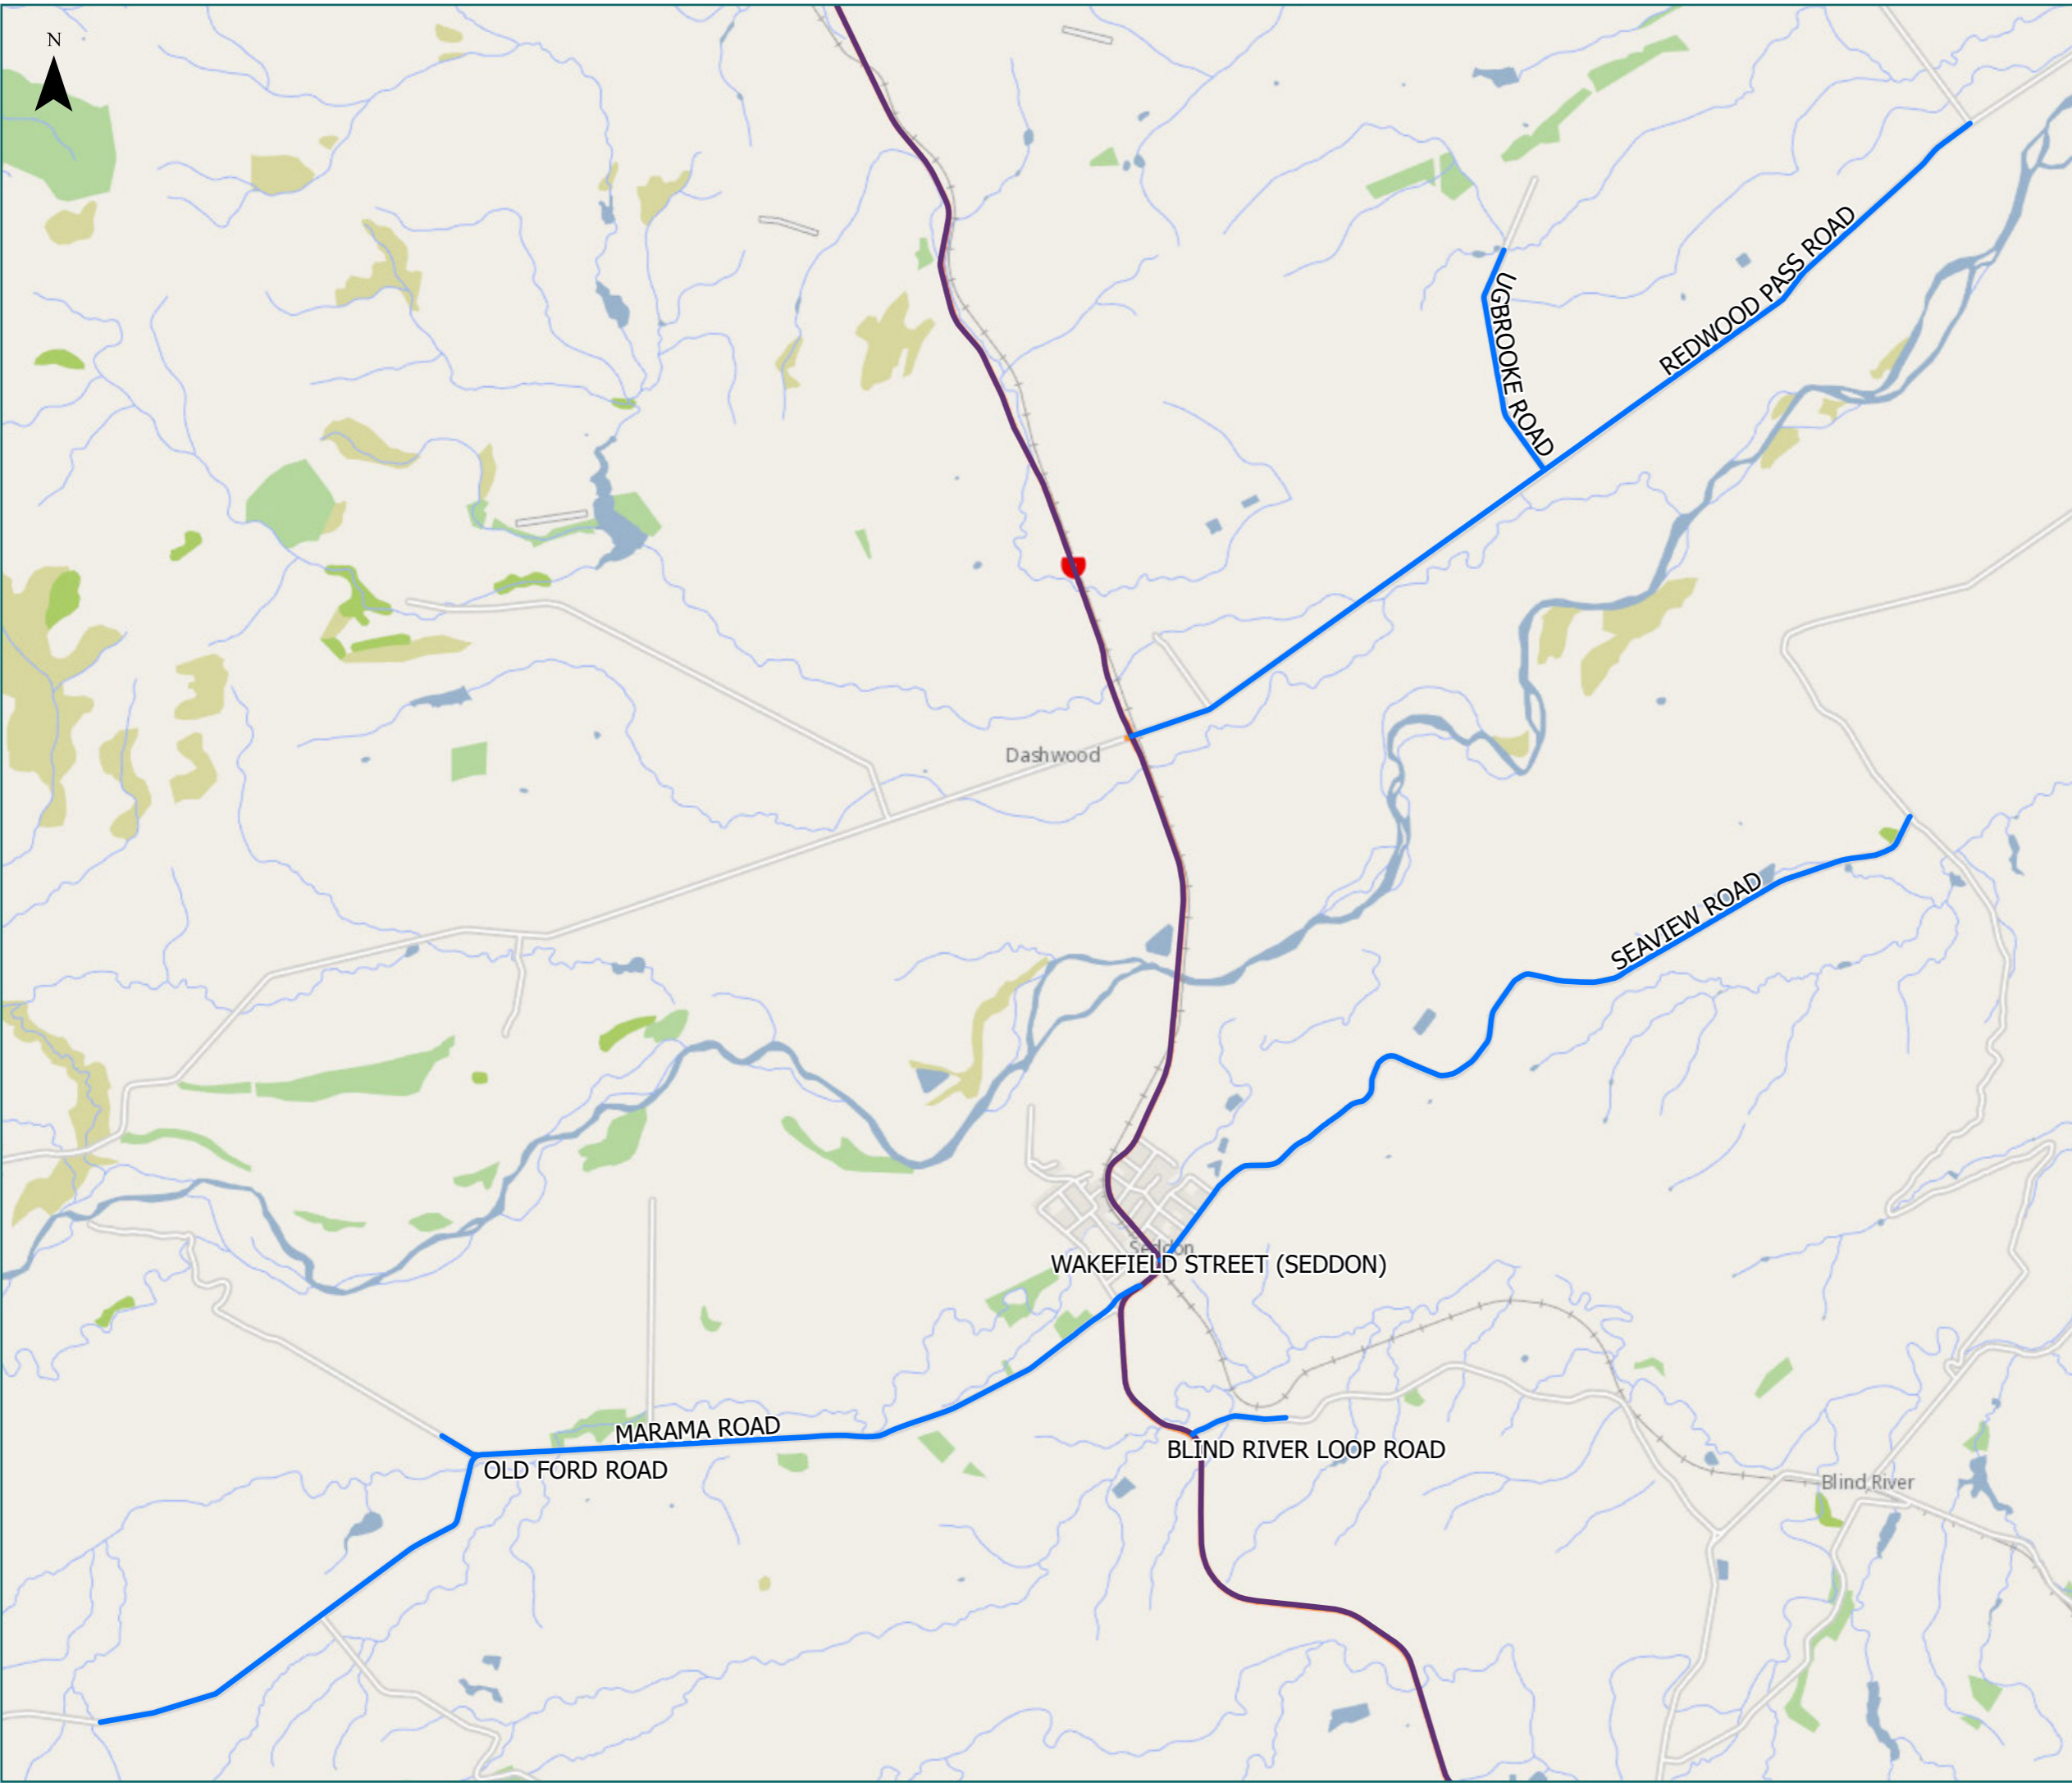 N
UGBROOKE ROAD
REDWOOD PASS ROAD
Dashwood
SEAVIEW ROAD
Seddon
WAKEFIELD STREET (SEDDON)
MARAMA ROAD
BLIND RIVER LOOP ROAD
OLD FORD ROAD
Blind River